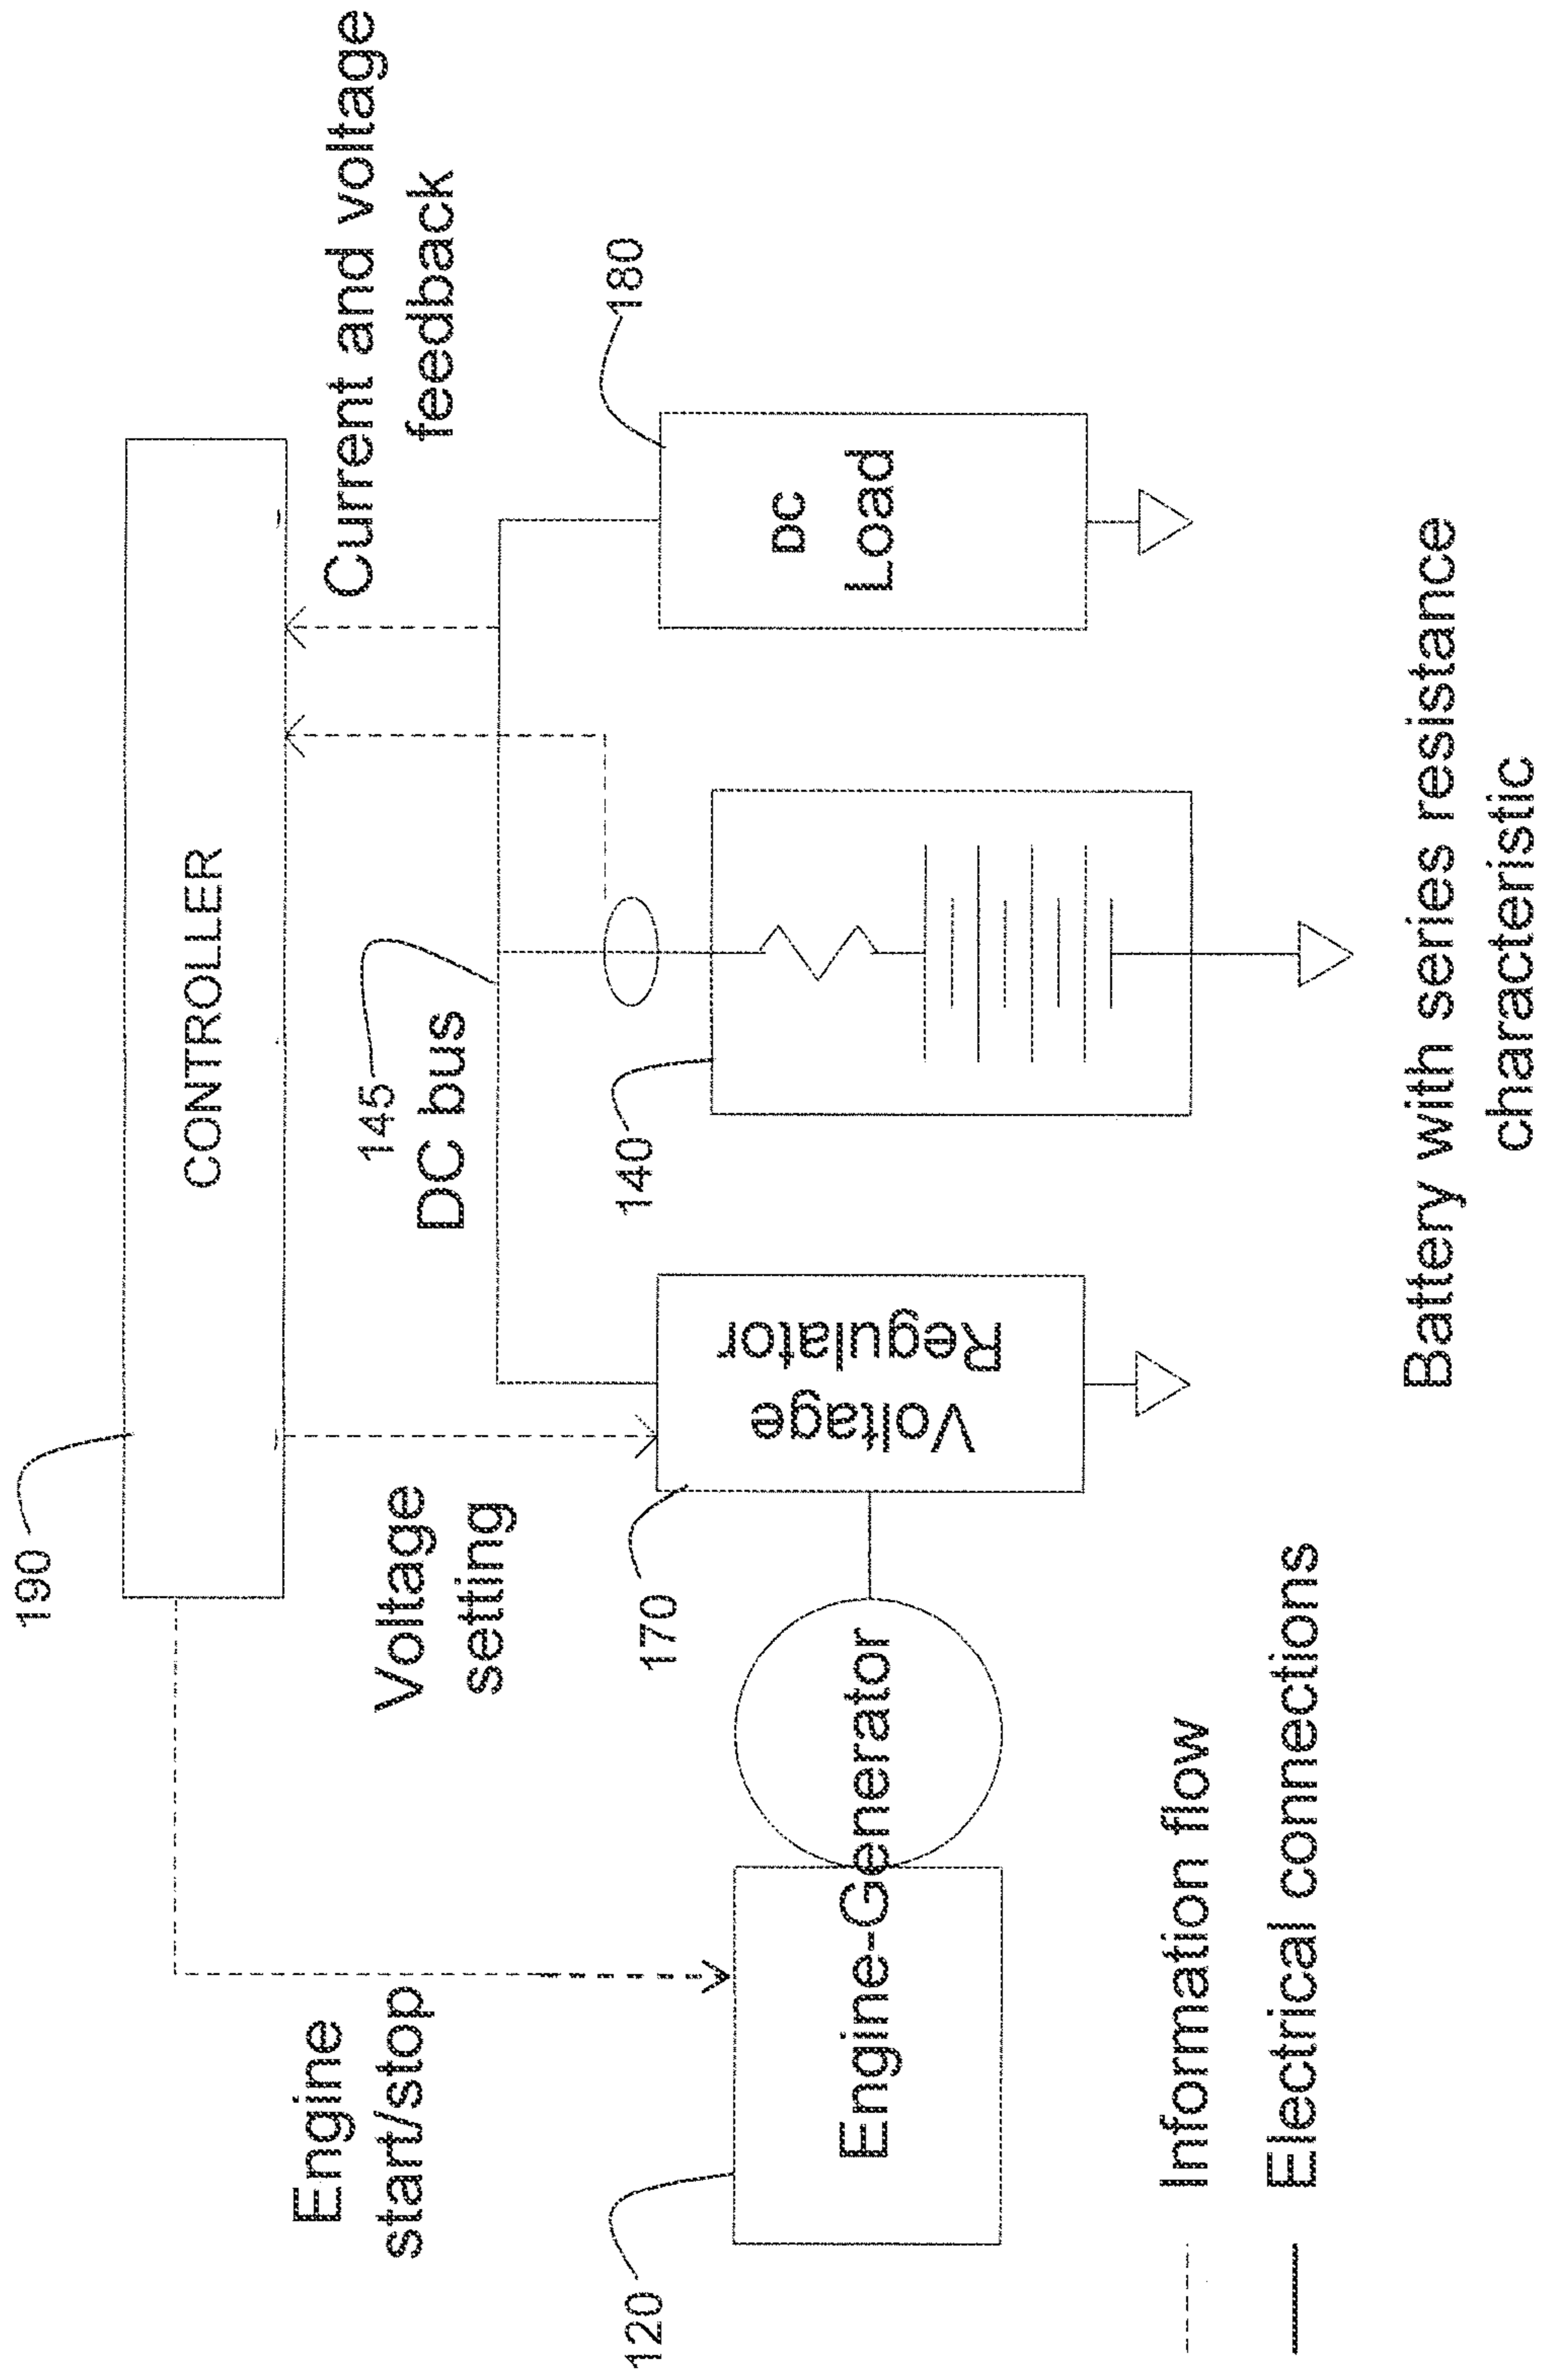 190
CONTROLLER
Engine
start/stop
Voltage
setting
145
DC bus
Current and voltage
feedback
120
Engine-Generator
170
Voltage
Regulator
140
180
DC
Load
Information flow
Electrical connections
Battery with series resistance
characteristic